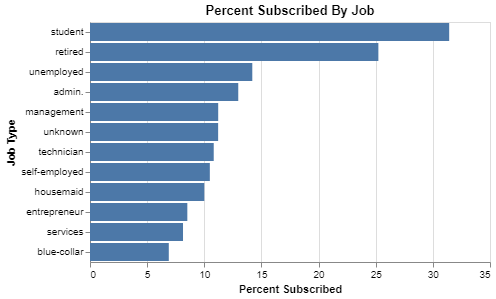 Percent Subscribed By Job
Job Type
student
retired
unemployed
admin.
management
unknown
technician
self-employed
housemaid
entrepreneur
services
blue-collar
0 5 10 15 20 25 30 35
Percent Subscribed